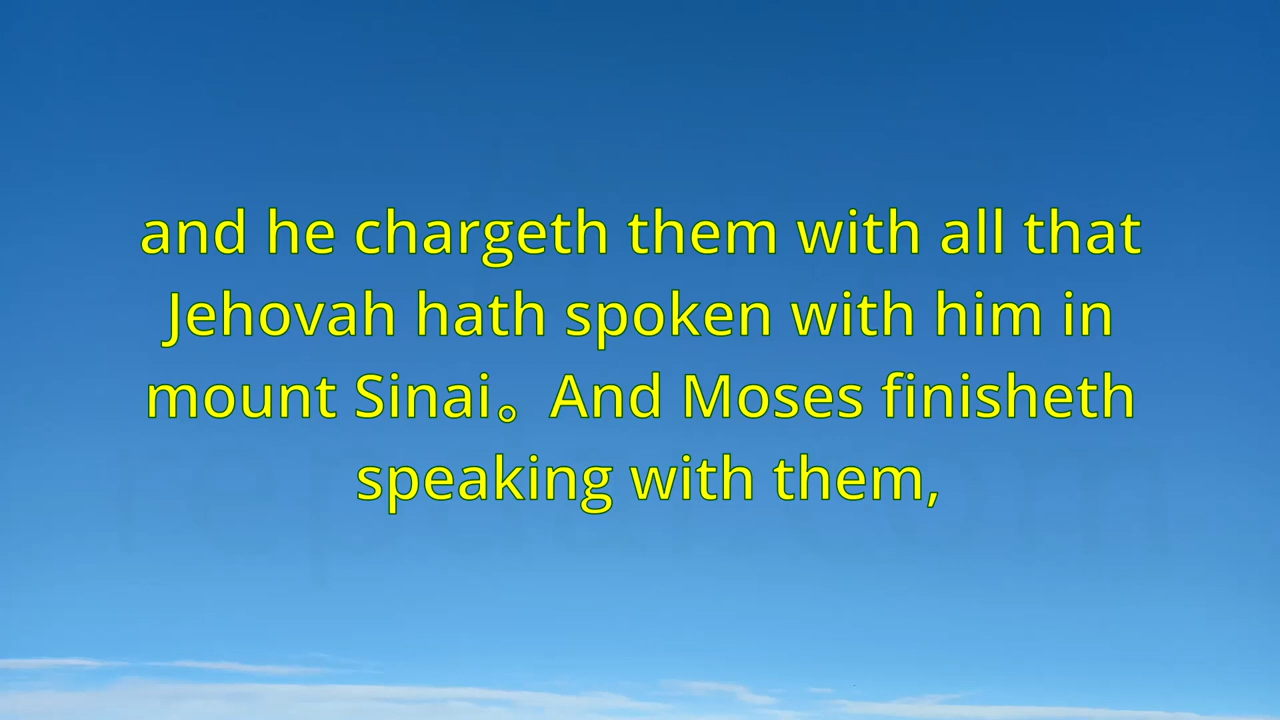 and he chargeth them with all that
Jehovah hath spoken with him in
mount Sinai。And Moses finisheth
speaking with them,